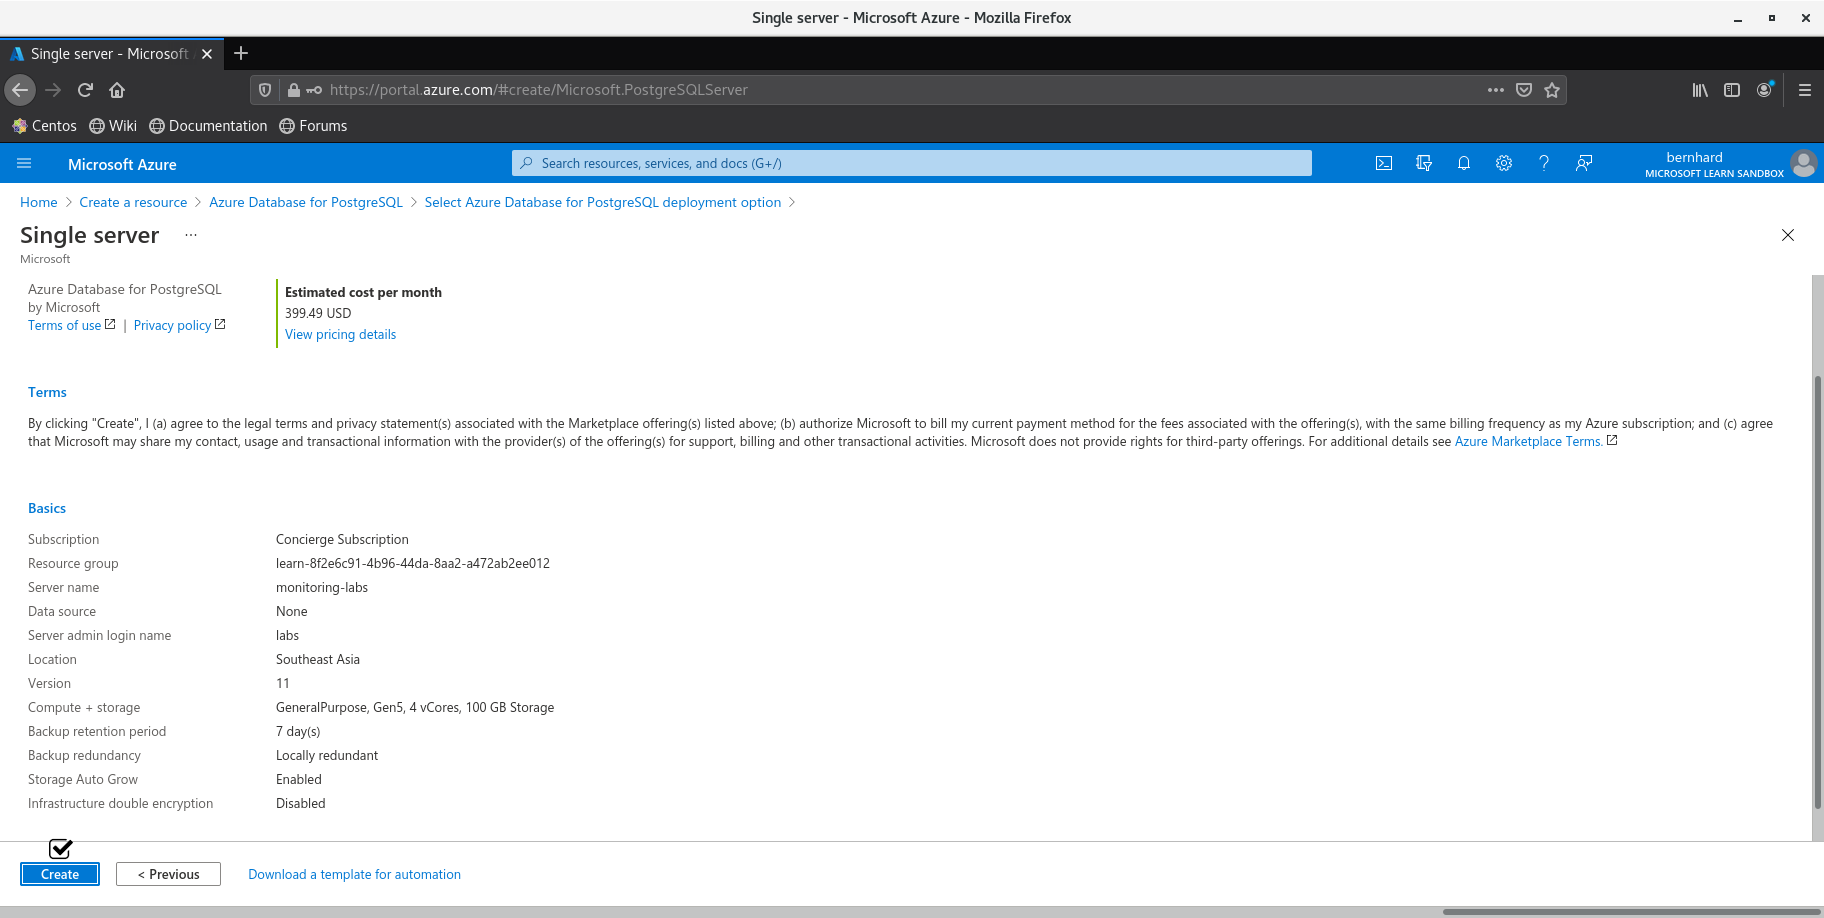 Single server - Microsoft Azure - Mozilla Firefox
Single server - Microsoft
https://portal.azure.com/#create/Microsoft.PostgreSQLServer
Centos Wiki Documentation Forums
Microsoft Azure
Search resources, services, and docs (G+/)
bernhard
MICROSOFT LEARN SANDBOX
Home > Create a resource > Azure Database for PostgreSQL > Select Azure Database for PostgreSQL deployment option >
Single server ...
Microsoft
Azure Database for PostgreSQL
by Microsoft
Terms of use | Privacy policy
Estimated cost per month
399.49 USD
View pricing details
Terms
By clicking "Create", I (a) agree to the legal terms and privacy statement(s) associated with the Marketplace offering(s) listed above; (b) authorize Microsoft to bill my current payment method for the fees associated with the offering(s), with the same billing frequency as my Azure subscription; and (c) agree
that Microsoft may share my contact, usage and transactional information with the provider(s) of the offering(s) for support, billing and other transactional activities. Microsoft does not provide rights for third-party offerings. For additional details see Azure Marketplace Terms.
Basics
Subscription Concierge Subscription
Resource group learn-8f2e6c91-4b96-44da-8aa2-a472ab2ee012
Server name monitoring-labs
Data source None
Server admin login name labs
Location Southeast Asia
Version 11
Compute + storage GeneralPurpose, Gen5, 4 vCores, 100 GB Storage
Backup retention period 7 day(s)
Backup redundancy Locally redundant
Storage Auto Grow Enabled
Infrastructure double encryption Disabled
Create < Previous Download a template for automation